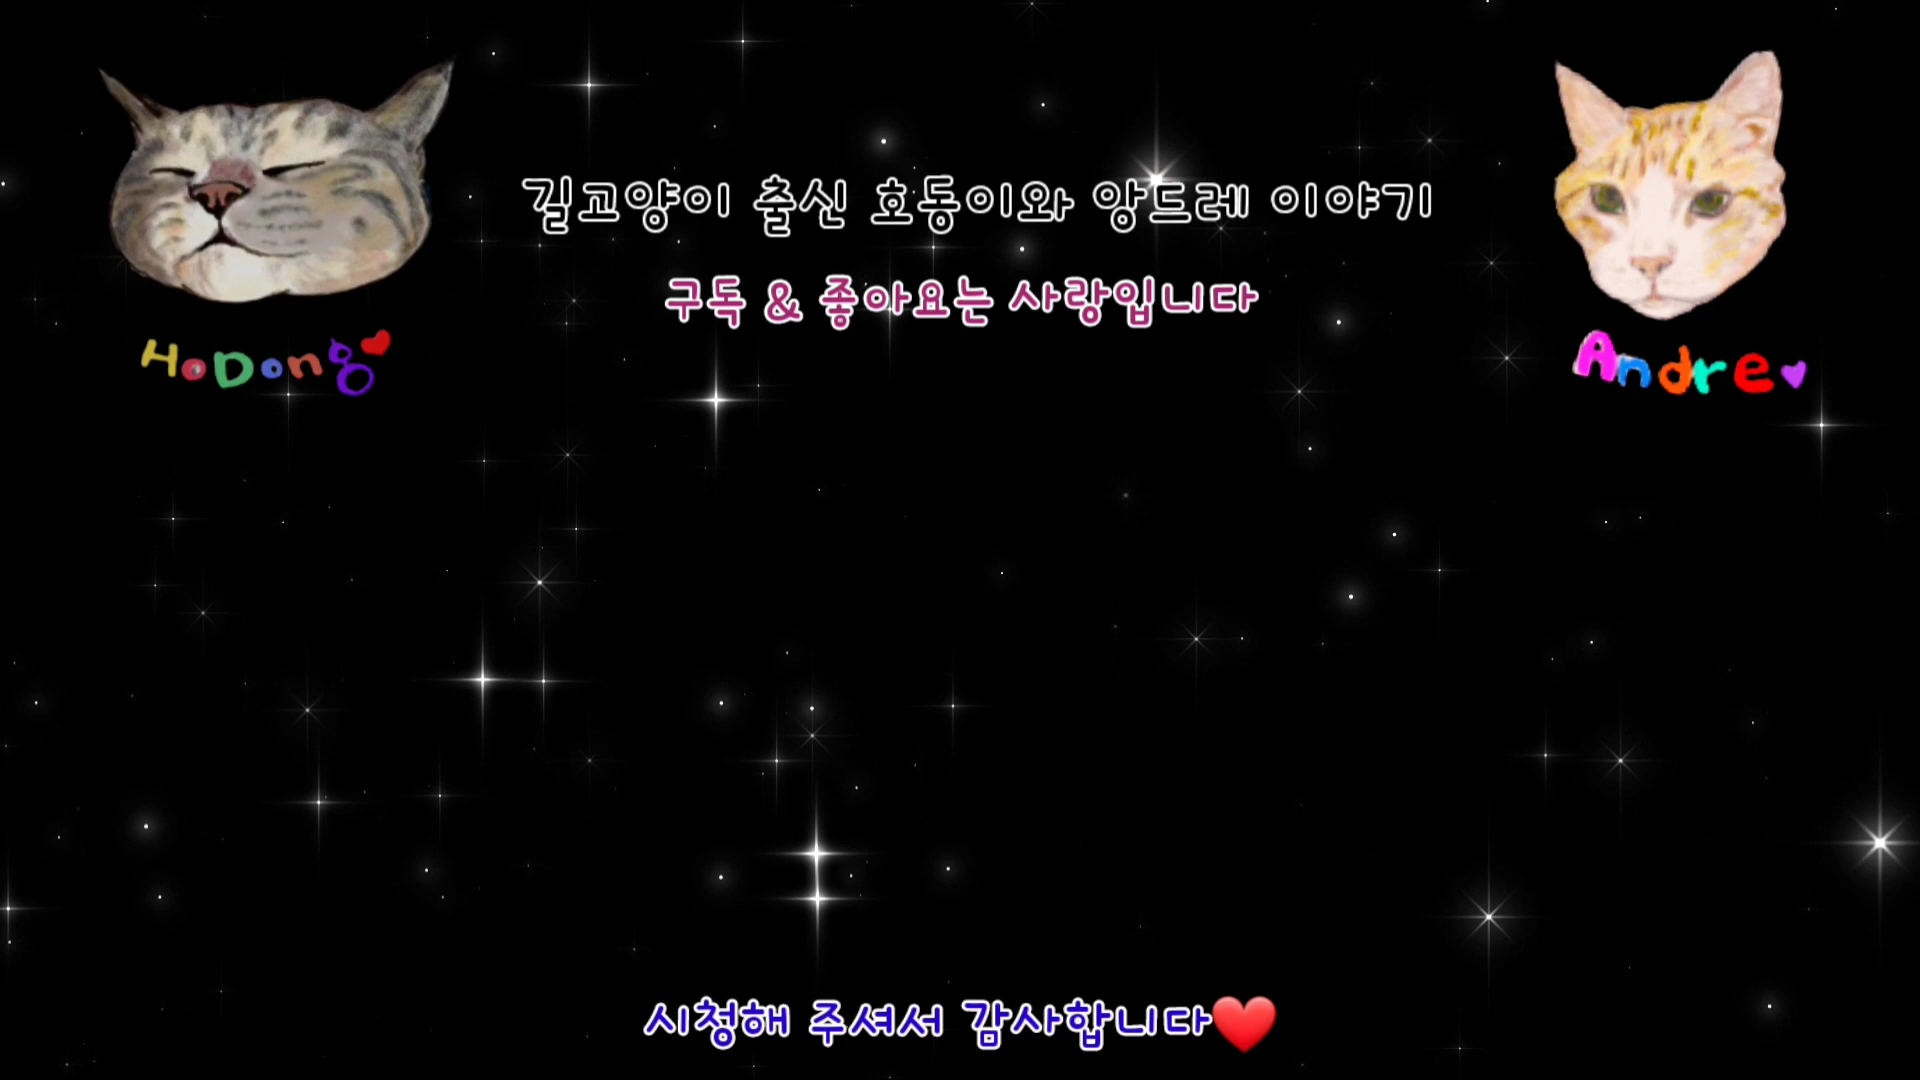 길고양이 출신 호동이와 앙드레 이야기
구독 & 좋아요는 사랑입니다
HoDong
Andre
시청해 주셔서 감사합니다❤️